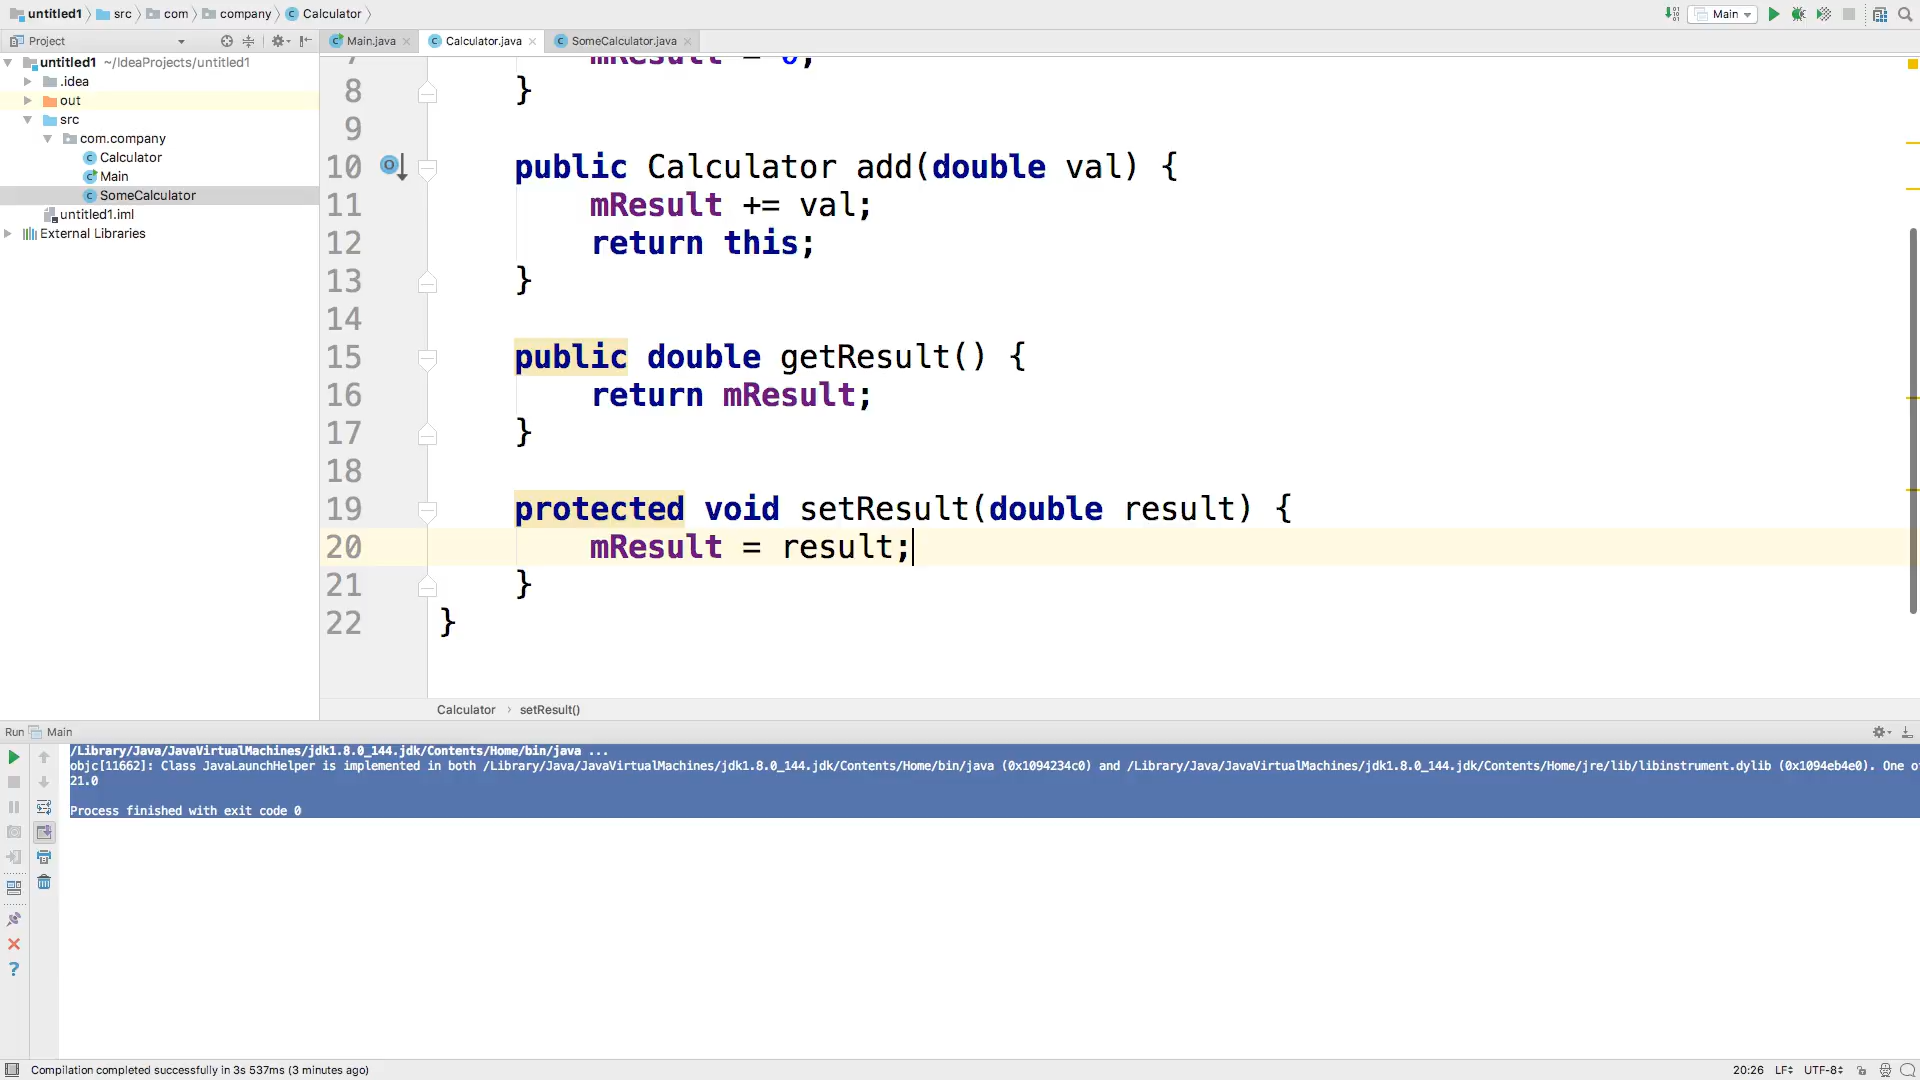 untitled1 src com company Calculator
Main
Project
Main.java Calculator.java SomeCalculator.java
untitled1 ~/IdeaProjects/untitled1
.idea
out
src
com.company
Calculator
Main
SomeCalculator
untitled1.iml
External Libraries
7 mResult = 0;
8 }
9
10 public Calculator add(double val) {
11 mResult += val;
12 return this;
13 }
14
15 public double getResult() {
16 return mResult;
17 }
18
19 protected void setResult(double result) {
20 mResult = result;
21 }
22 }
Calculator › setResult()
Run Main
/Library/Java/JavaVirtualMachines/jdk1.8.0_144.jdk/Contents/Home/bin/java ...
objc[11662]: Class JavaLaunchHelper is implemented in both /Library/Java/JavaVirtualMachines/jdk1.8.0_144.jdk/Contents/Home/bin/java (0x1094234c0) and /Library/Java/JavaVirtualMachines/jdk1.8.0_144.jdk/Contents/Home/jre/lib/libinstrument.dylib (0x1094eb4e0). One of
21.0
Process finished with exit code 0
Compilation completed successfully in 3s 537ms (3 minutes ago)
20:26 LF UTF-8